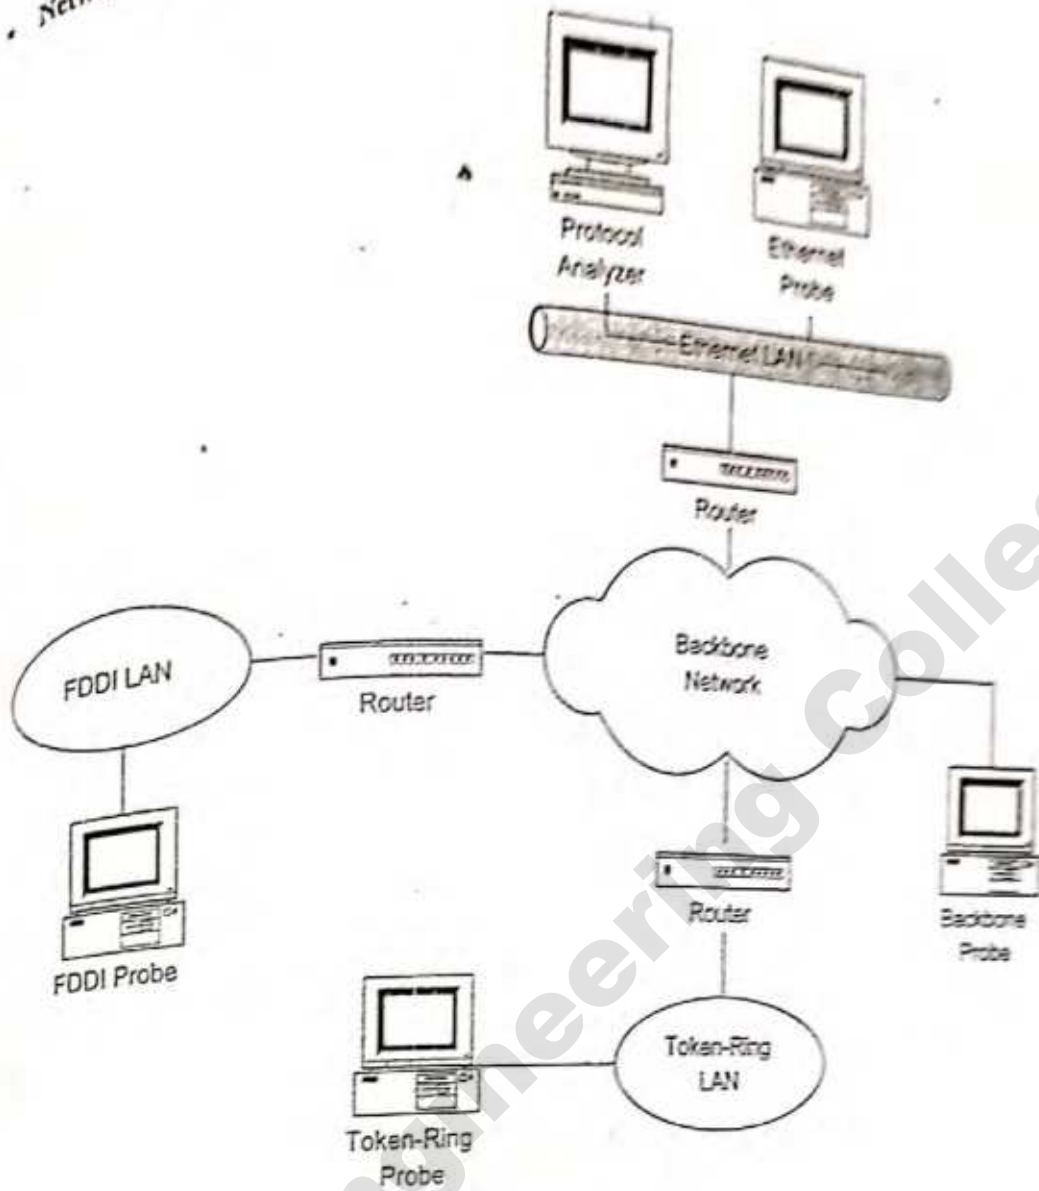 Protocol
Analyzer
Ethernet
Probe
Ethernet LAN
Router
Backbone
Network
FDDI LAN
Router
Router
Backbone
Probe
FDDI Probe
Token-Ring
LAN
Token-Ring
Probe